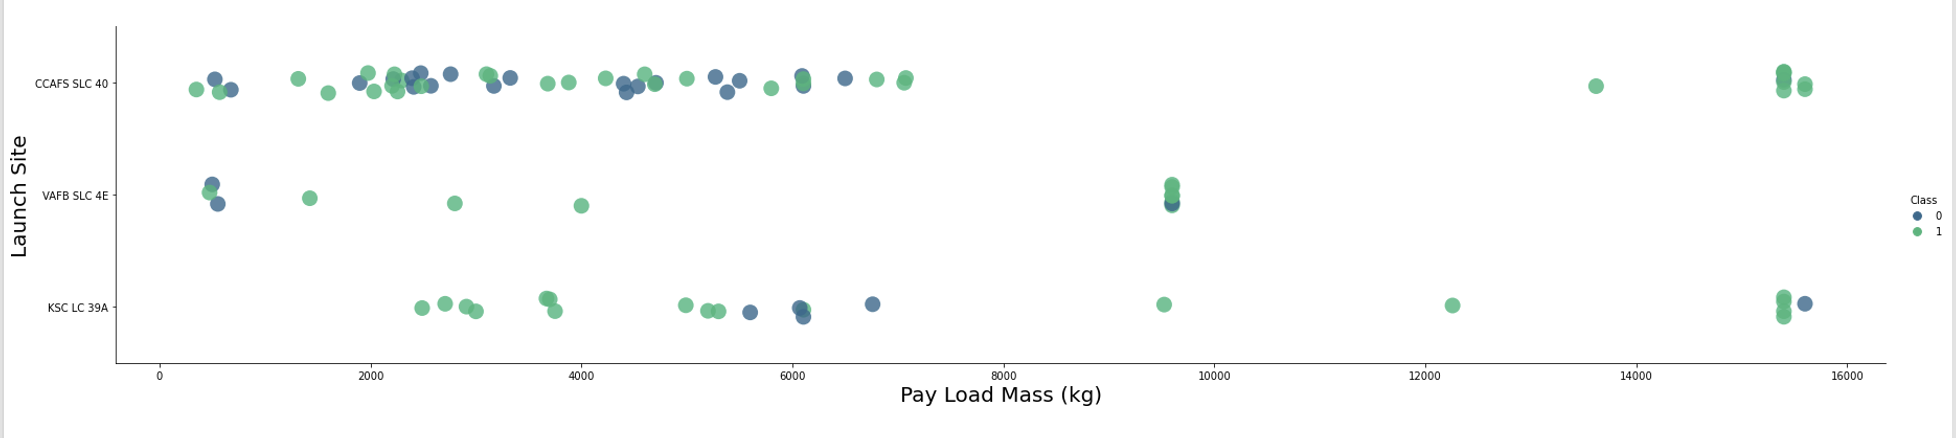 Launch Site
CCAFS SLC 40
VAFB SLC 4E
KSC LC 39A
0 2000 4000 6000 8000 10000 12000 14000 16000
Pay Load Mass (kg)
Class
0
1